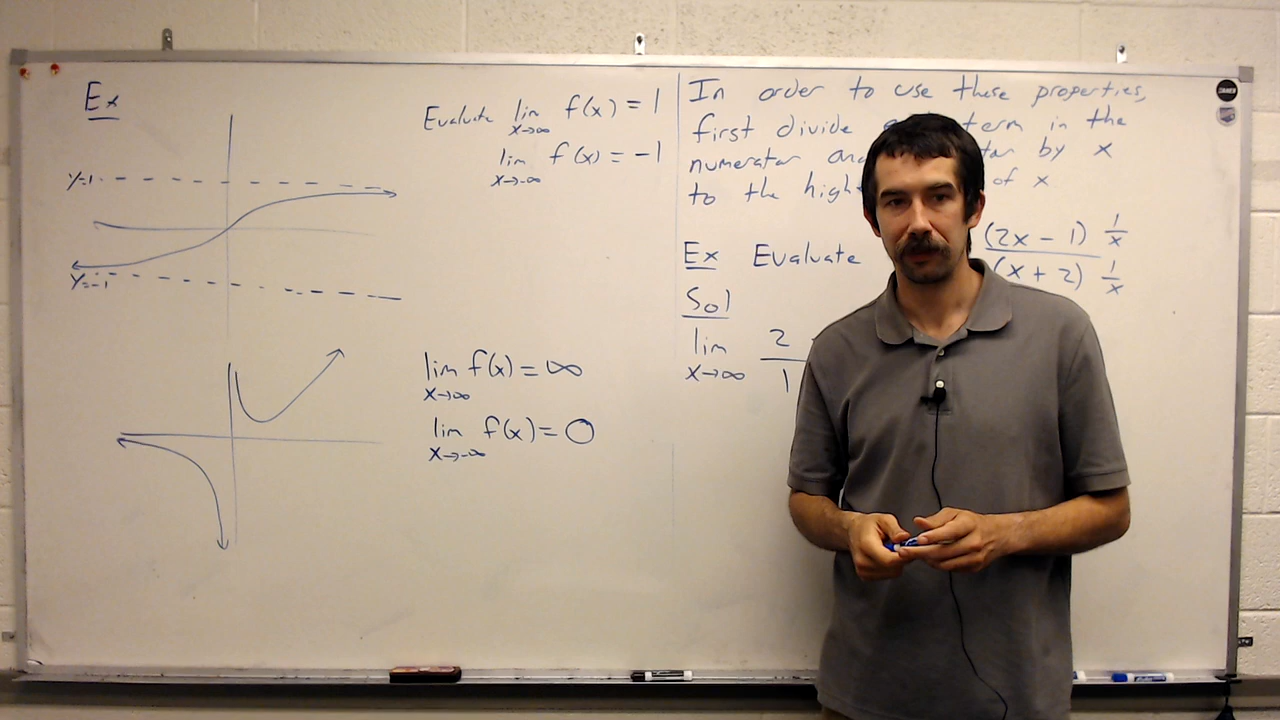 Ex
Evaluate lim x→∞ f(x) = 1
lim x→-∞ f(x) = -1
y=1
y=-1
lim x→∞ f(x) = ∞
lim x→-∞ f(x) = 0
In order to use these properties,
first divide term in the
numerator by x
to the of x
Ex Evaluate (2x - 1) 1/x
(x + 2) 1/x
Sol
lim x→∞ 2
1